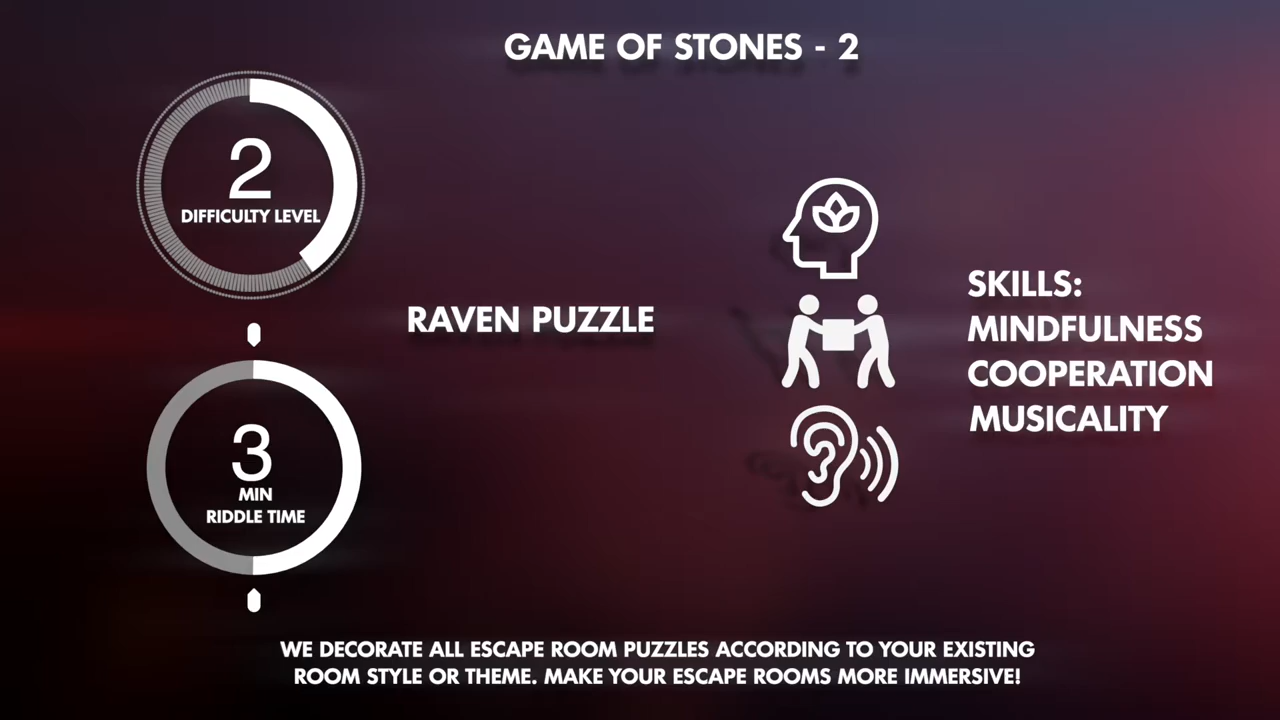 GAME OF STONES - 2
2
DIFFICULTY LEVEL
RAVEN PUZZLE
3
MIN
RIDDLE TIME
SKILLS:
MINDFULNESS
COOPERATION
MUSICALITY
WE DECORATE ALL ESCAPE ROOM PUZZLES ACCORDING TO YOUR EXISTING
ROOM STYLE OR THEME. MAKE YOUR ESCAPE ROOMS MORE IMMERSIVE!